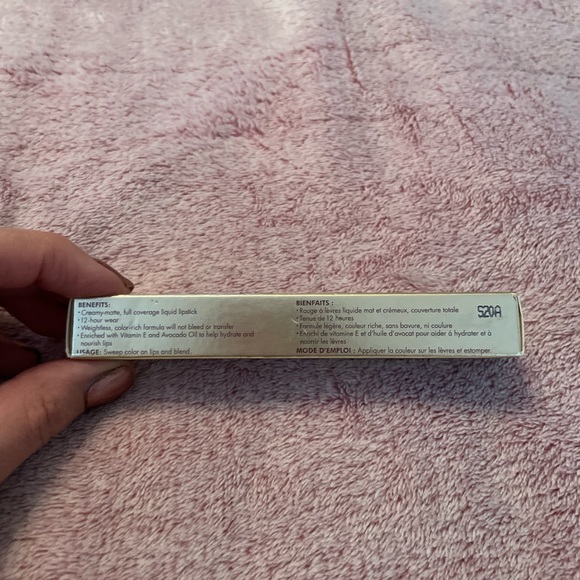 BENEFITS:
• Creamy-matte, full coverage liquid lipstick
• 12-hour wear
• Weightless, color-rich formula will not bleed or transfer
• Enriched with Vitamin E and Avocado Oil to help hydrate and
nourish lips
USAGE: Sweep color on lips and blend.
BIENFAITS :
• Rouge à lèvres liquide mat et crémeux, couverture totale
• Tenue de 12 heures
• Formule légère, couleur riche, sans bavure, ni coulure
• Enrichi de vitamine E et d'huile d'avocat pour aider à hydrater et à
nourrir les lèvres
MODE D'EMPLOI : Appliquer la couleur sur les lèvres et estomper.
S20A